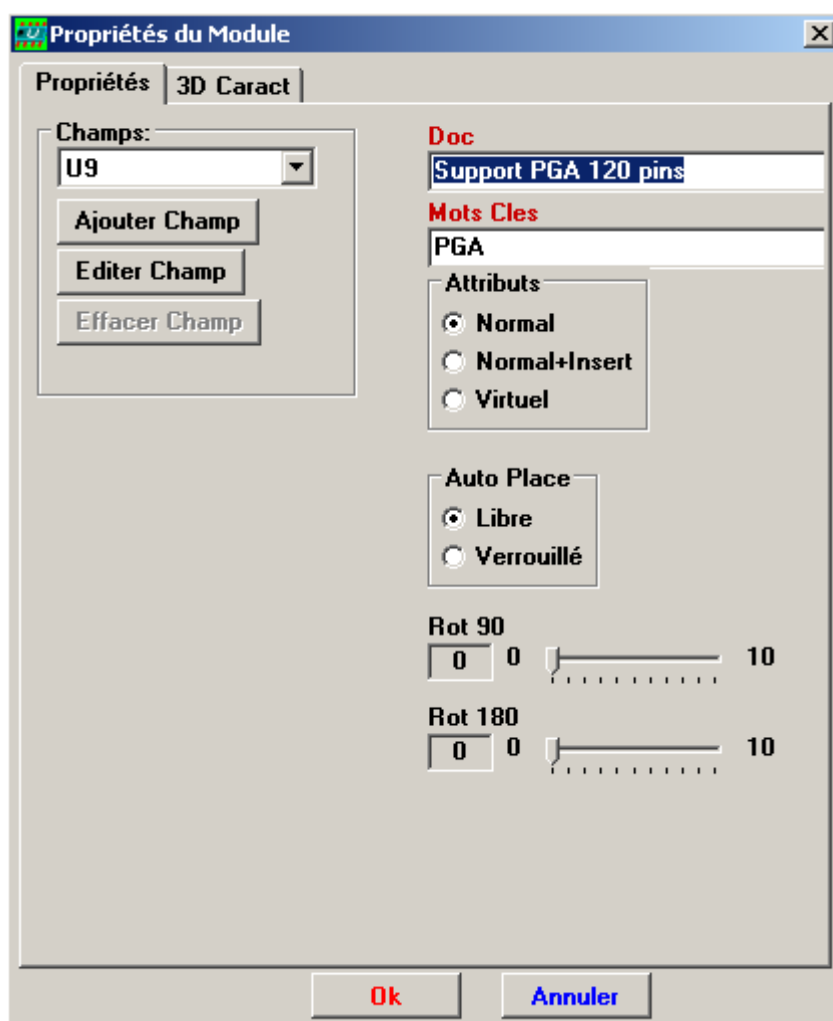 Propriétés du Module
Propriétés
3D Caract
Champs:
U9
Ajouter Champ
Editer Champ
Effacer Champ
Doc
Support PGA 120 pins
Mots Cles
PGA
Attributs
Normal
Normal+Insert
Virtuel
Auto Place
Libre
Verrouillé
Rot 90
0 0 10
Rot 180
0 0 10
Ok
Annuler